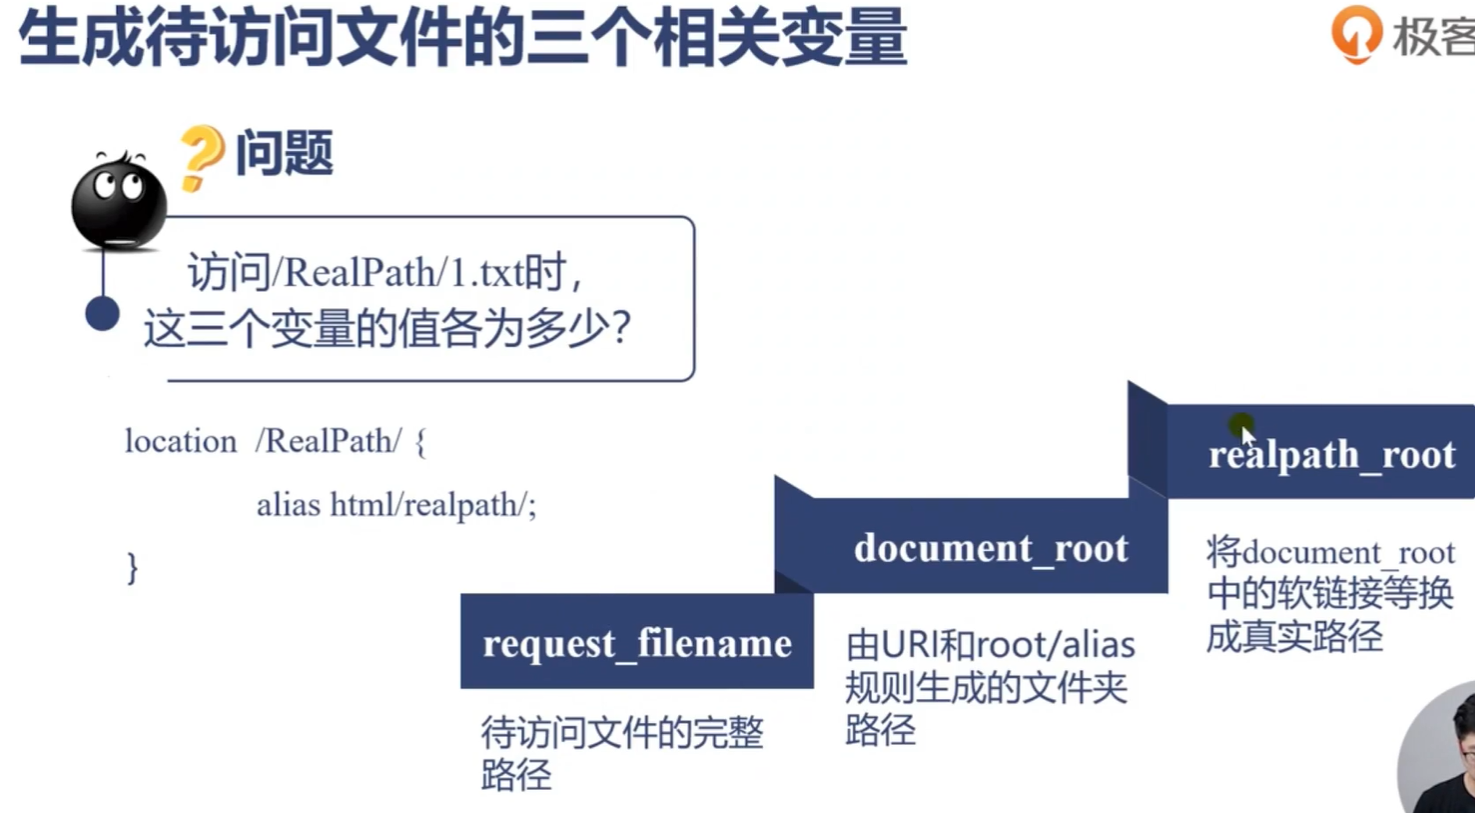 生成待访问文件的三个相关变量
极客
?
问题
访问/RealPath/1.txt时，
这三个变量的值各为多少？
location /RealPath/ {
alias html/realpath/;
}
realpath_root
将document_root
中的软链接等换
成真实路径
document_root
由URI和root/alias
规则生成的文件夹
路径
request_filename
待访问文件的完整
路径